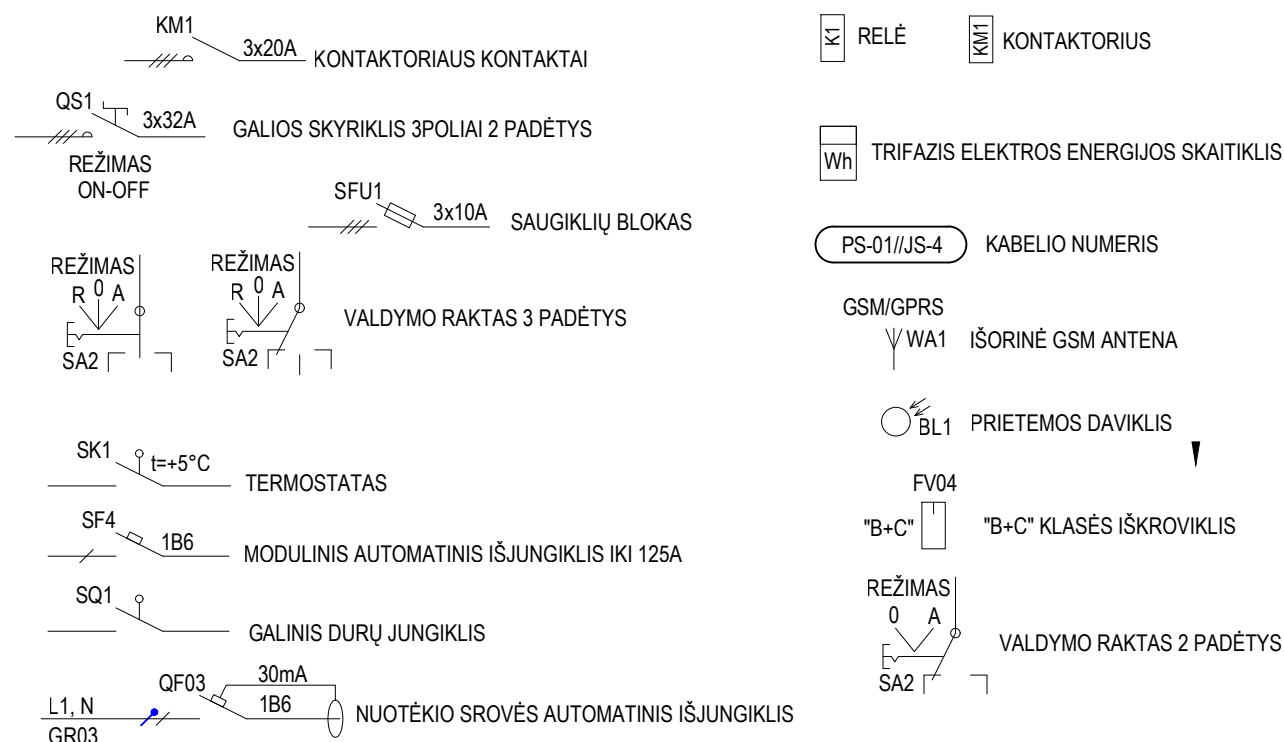 KM1
3x20A
KONTAKTORIAUS KONTAKTAI
QS1
3x32A
GALIOS SKYRIKLIS 3POLIAI 2 PADĖTYS
REŽIMAS
ON-OFF
SFU1
3x10A
SAUGIKLIŲ BLOKAS
REŽIMAS
R 0 A
SA2
REŽIMAS
R 0 A
SA2
VALDYMO RAKTAS 3 PADĖTYS
SK1
t=+5°C
TERMOSTATAS
SF4
1B6
MODULINIS AUTOMATINIS IŠJUNGIKLIS IKI 125A
SQ1
GALINIS DURŲ JUNGIKLIS
L1, N
GR03
QF03
30mA
1B6
NUOTĖKIO SROVĖS AUTOMATINIS IŠJUNGIKLIS
K1
RELĖ
KM1
KONTAKTORIUS
Wh
TRIFAZIS ELEKTROS ENERGIJOS SKAITIKLIS
PS-01//JS-4
KABELIO NUMERIS
GSM/GPRS
WA1
IŠORINĖ GSM ANTENA
BL1
PRIETEMOS DAVIKLIS
FV04
"B+C"
"B+C" KLASĖS IŠKROVIKLIS
REŽIMAS
0 A
SA2
VALDYMO RAKTAS 2 PADĖTYS